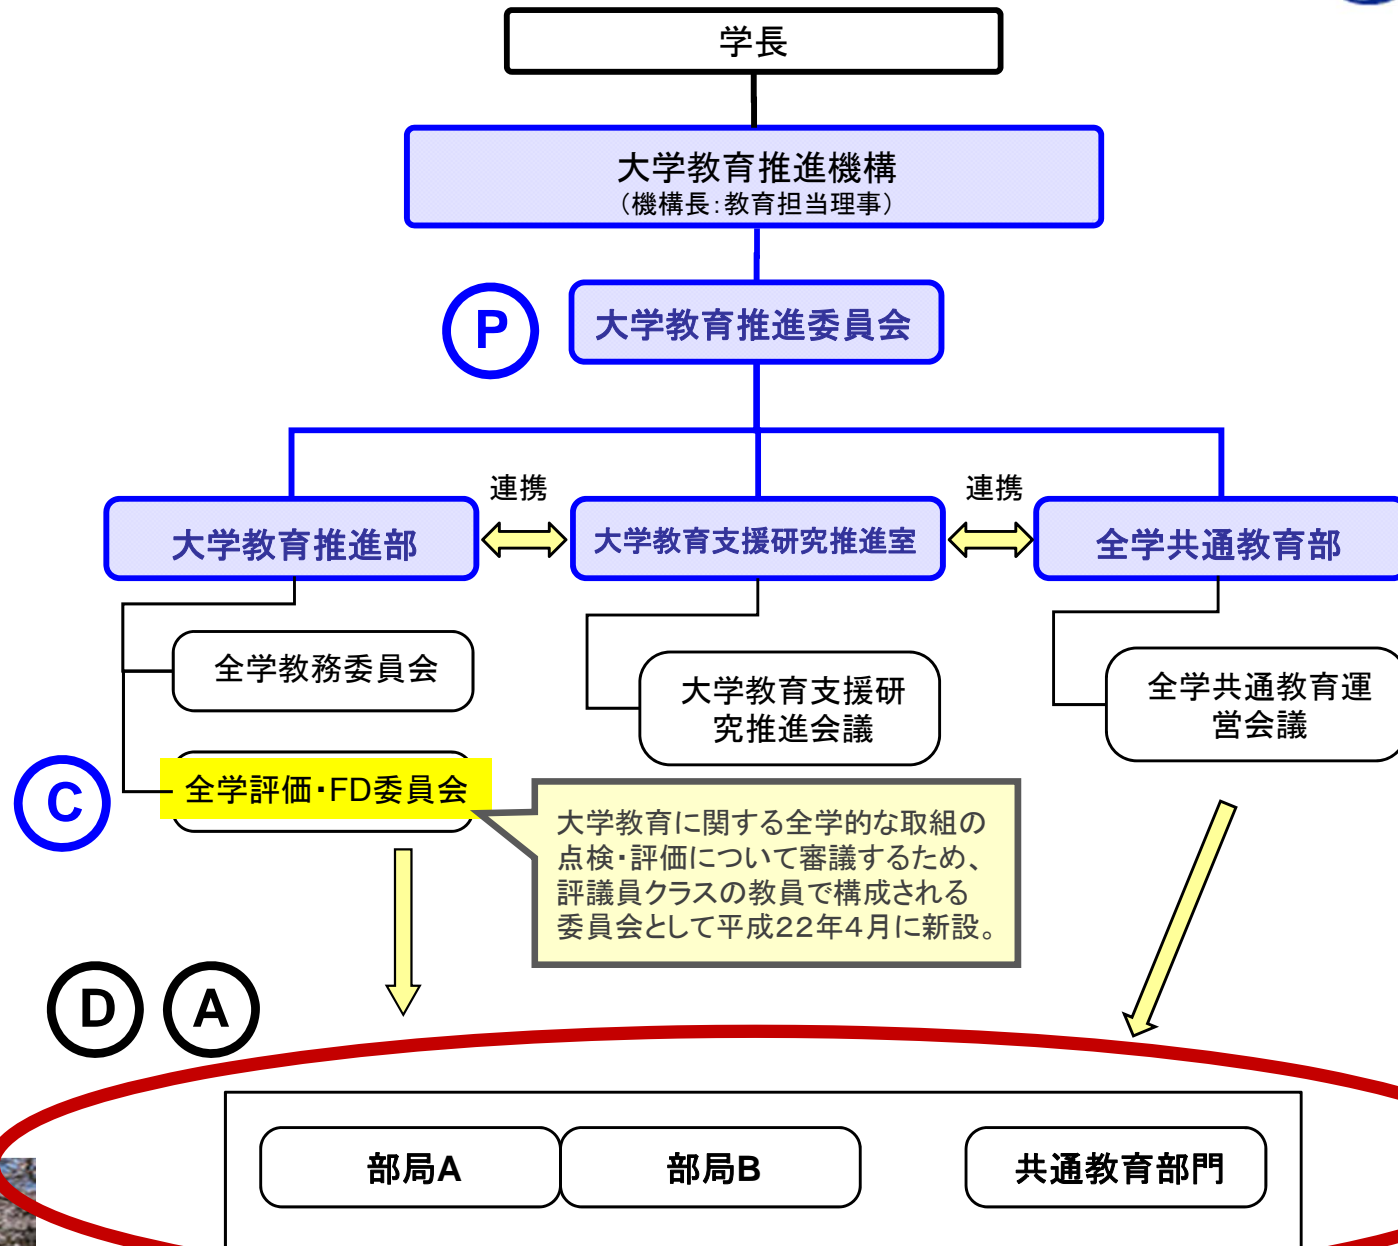 学長
大学教育推進機構
（機構長：教育担当理事）
P
大学教育推進委員会
連携
連携
大学教育推進部
大学教育支援研究推進室
全学共通教育部
全学教務委員会
大学教育支援研
究推進会議
全学共通教育運
営会議
C
全学評価・FD委員会
大学教育に関する全学的な取組の
点検・評価について審議するため、
評議員クラスの教員で構成される
委員会として平成２２年４月に新設。
D
A
部局A
部局B
共通教育部門